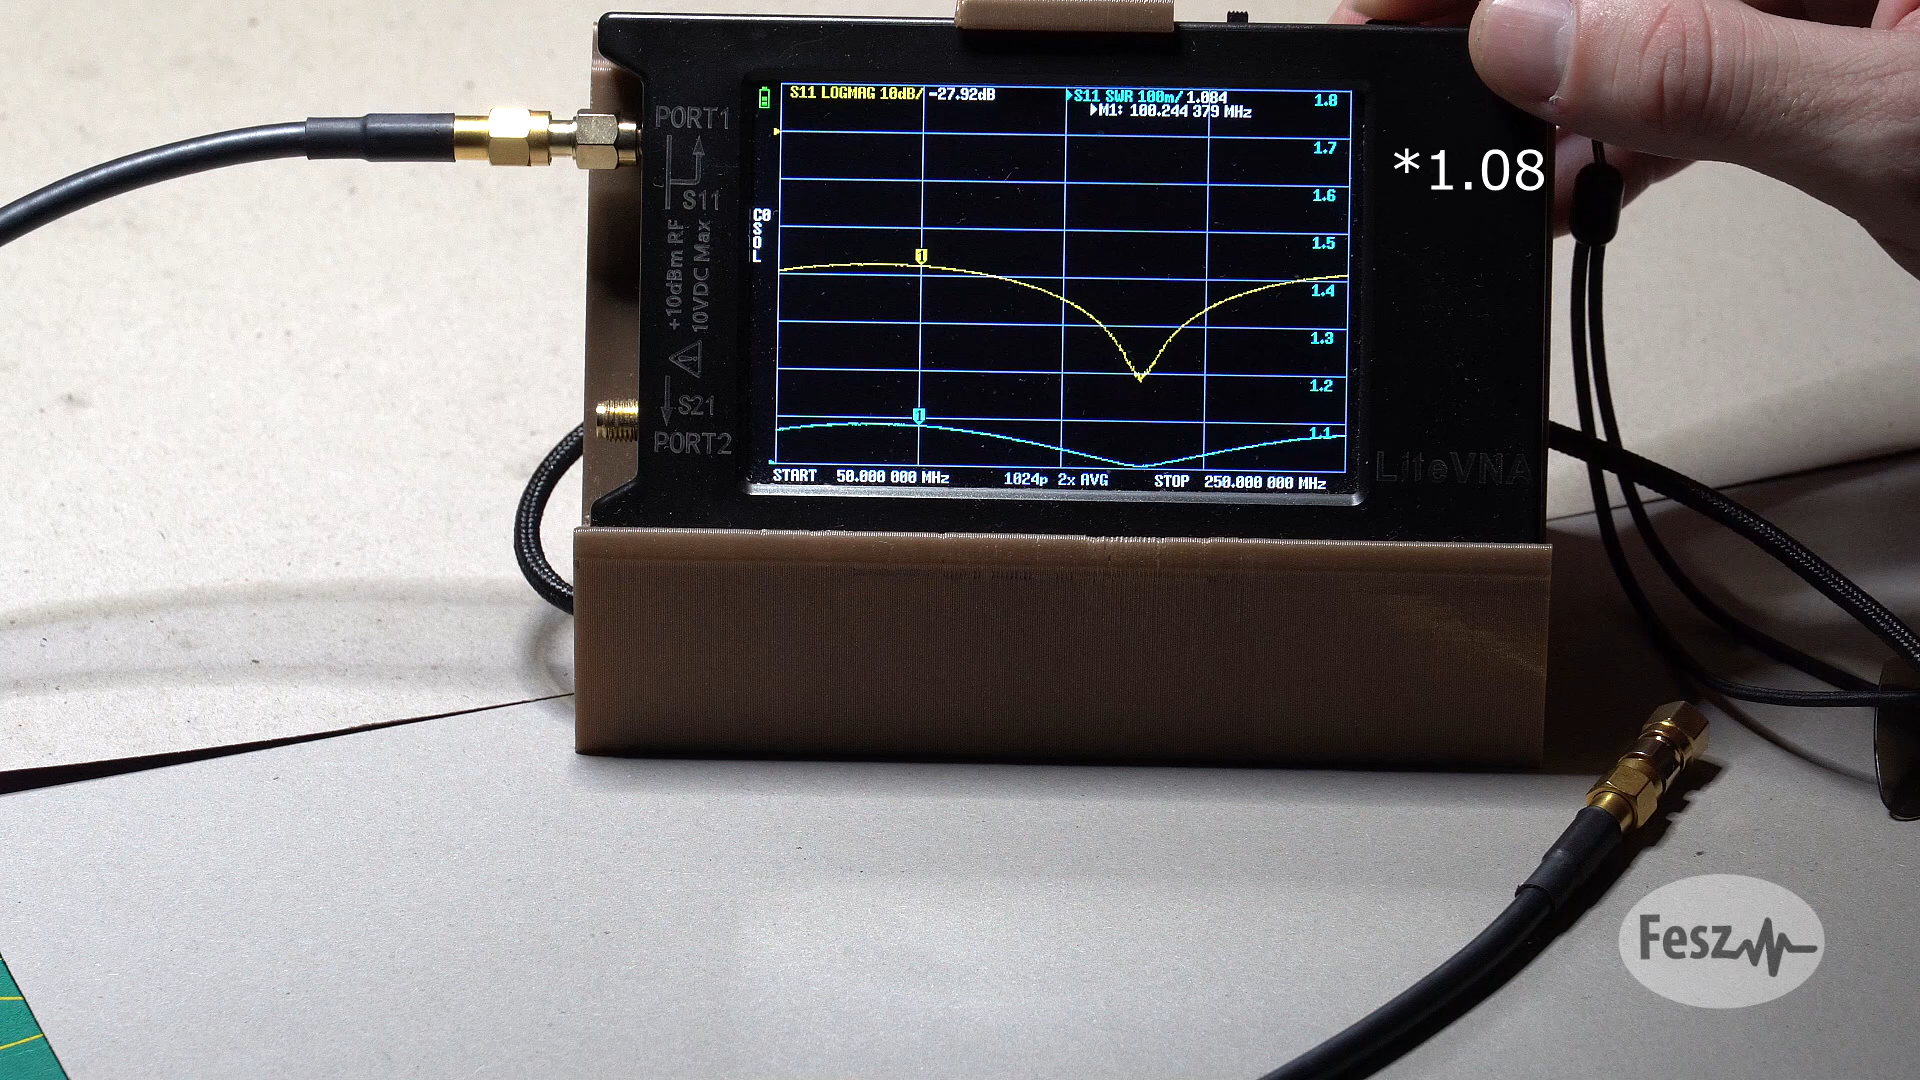 S11 LOGMAG 10dB/ -27.92dB
S11 SWR 100m/ 1.084
M1: 100.244 379 MHz
1.8
1.7
1.6
1.5
1.4
1.3
1.2
1.1
1
1
C0
S
O
L
START 50.000 000 MHz
1024p 2x AVG
STOP 250.000 000 MHz
PORT1
S11
+10dBm RF
10VDC Max
S21
PORT2
LiteVNA
*1.08
Fesz